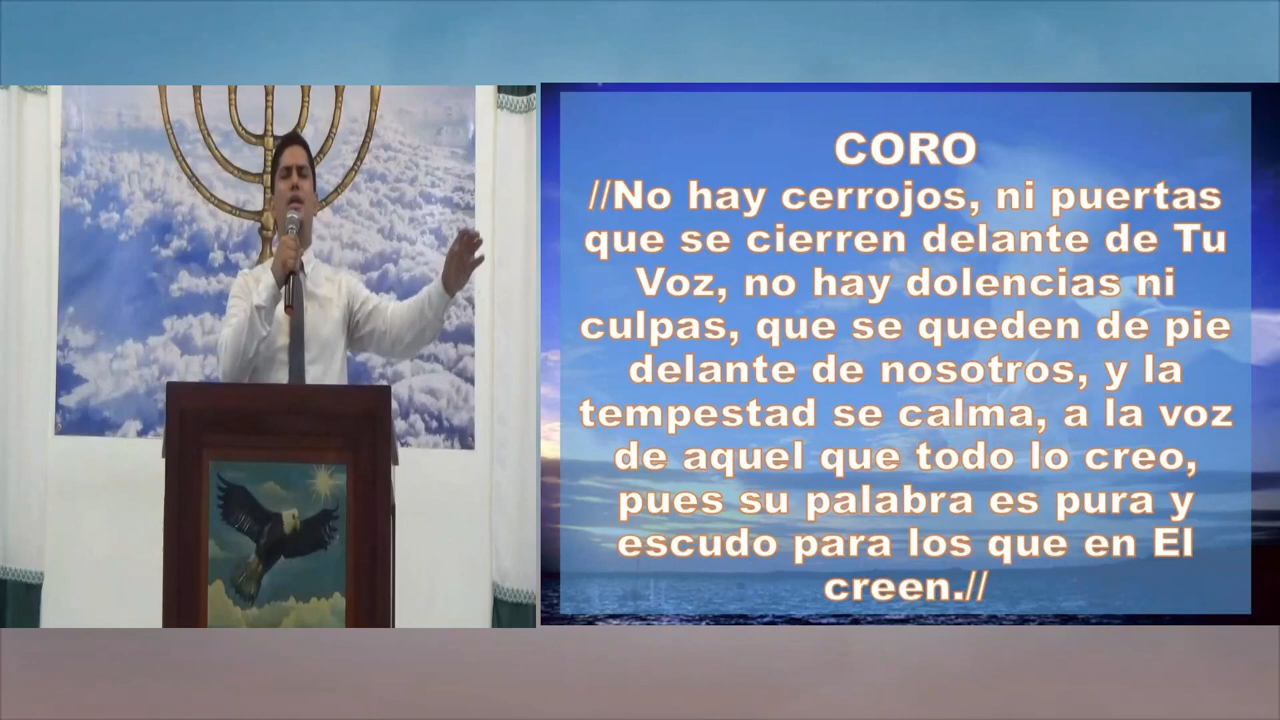 CORO
//No hay cerrojos, ni puertas
que se cierren delante de Tu
Voz, no hay dolencias ni
culpas, que se queden de pie
delante de nosotros, y la
tempestad se calma, a la voz
de aquel que todo lo creo,
pues su palabra es pura y
escudo para los que en El
creen.//